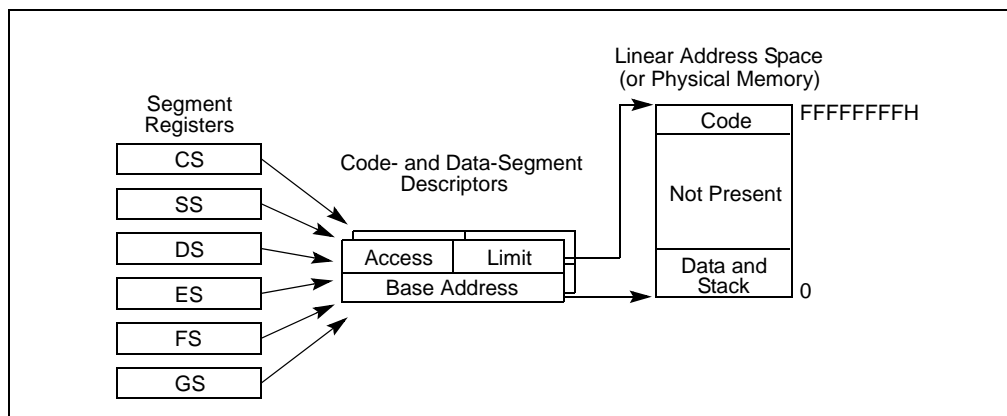 Linear Address Space
(or Physical Memory)
Segment
Registers
CS
SS
DS
ES
FS
GS
Code- and Data-Segment
Descriptors
Access
Limit
Base Address
Code
FFFFFFFFH
Not Present
Data and
Stack
0